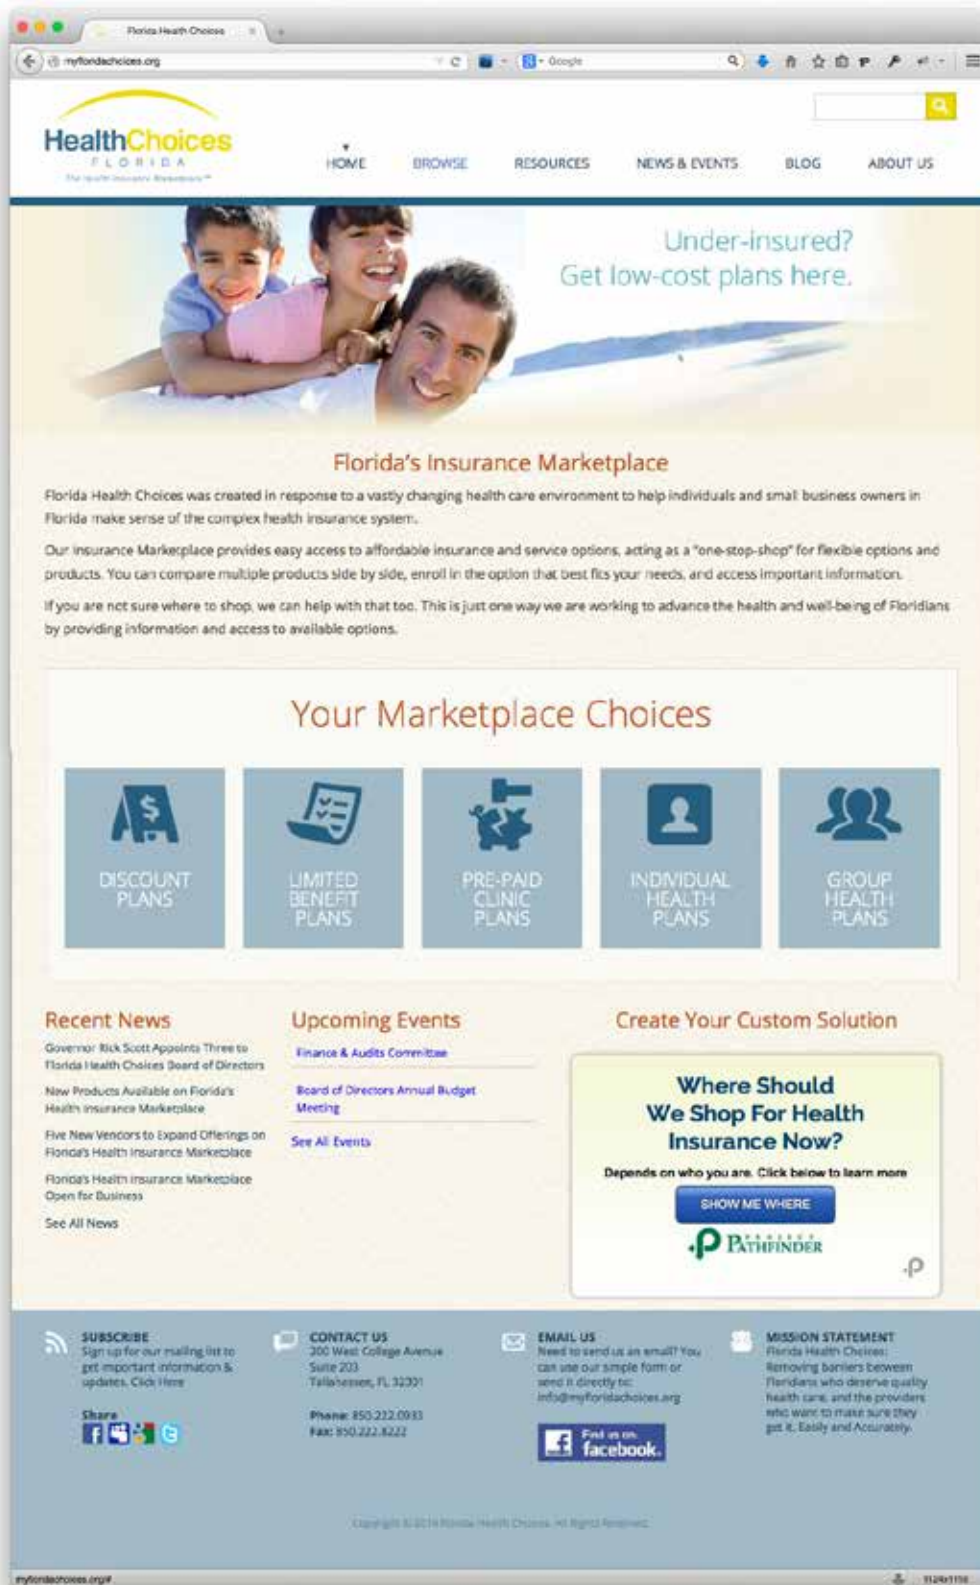 Florida Health Choices
myfloridachoices.org
Google
HealthChoices
FLORIDA
The Health Insurance Marketplace℠
HOME
BROWSE
RESOURCES
NEWS & EVENTS
BLOG
ABOUT US
Under-insured?
Get low-cost plans here.
Florida's Insurance Marketplace
Florida Health Choices was created in response to a vastly changing health care environment to help individuals and small business owners in
Florida make sense of the complex health insurance system.
Our Insurance Marketplace provides easy access to affordable insurance and service options, acting as a "one-stop-shop" for flexible options and
products. You can compare multiple products side by side, enroll in the option that best fits your needs, and access important information.
If you are not sure where to shop, we can help with that too. This is just one way we are working to advance the health and well-being of Floridians
by providing information and access to available options.
Your Marketplace Choices
DISCOUNT
PLANS
LIMITED
BENEFIT
PLANS
PRE-PAID
CLINIC
PLANS
INDIVIDUAL
HEALTH
PLANS
GROUP
HEALTH
PLANS
Recent News
Governor Rick Scott Appoints Three to
Florida Health Choices Board of Directors
New Products Available on Florida's
Health Insurance Marketplace
Five New Vendors to Expand Offerings on
Florida's Health Insurance Marketplace
Florida's Health Insurance Marketplace
Open for Business
See All News
Upcoming Events
Finance & Audits Committee
Board of Directors Annual Budget
Meeting
See All Events
Create Your Custom Solution
Where Should
We Shop For Health
Insurance Now?
Depends on who you are. Click below to learn more
SHOW ME WHERE
PROJECT
PATHFINDER
SUBSCRIBE
Sign up for our mailing list to
get important information &
updates. Click Here
Share
CONTACT US
200 West College Avenue
Suite 203
Tallahassee, FL 32301
Phone: 850.222.0933
Fax: 850.222.8222
EMAIL US
Need to send us an email? You
can use our simple form or
send it directly to:
info@myfloridachoices.org
Find us on
facebook.
MISSION STATEMENT
Florida Health Choices:
Removing barriers between
Floridians who deserve quality
health care, and the providers
who want to make sure they
get it. Easily and Accurately.
Copyright © 2014 Florida Health Choices. All Rights Reserved.
myfloridachoices.org/#